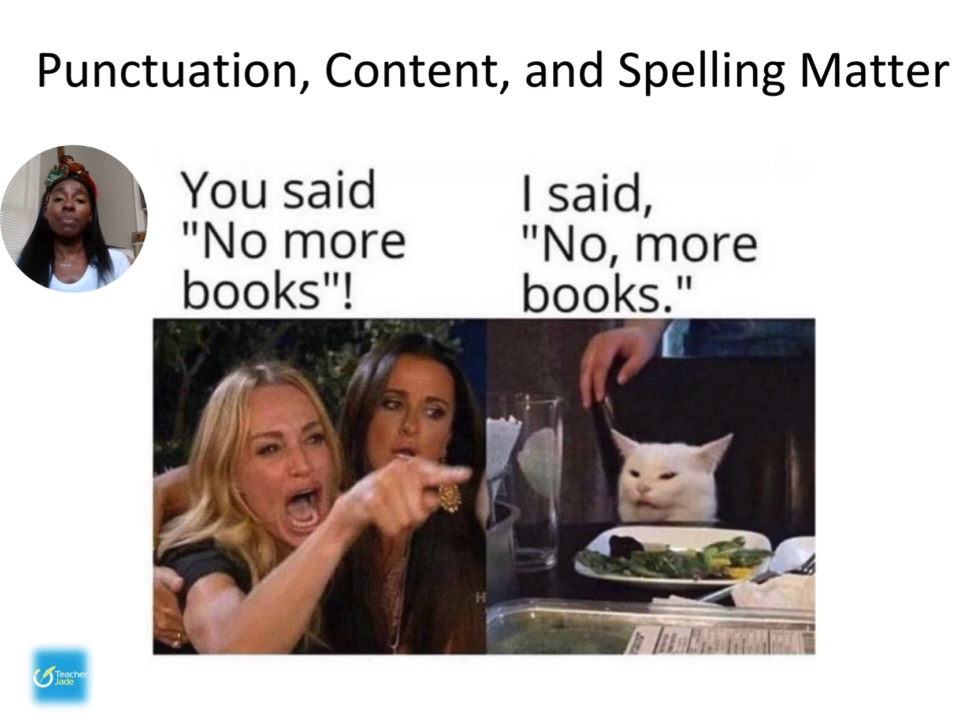 Punctuation, Content, and Spelling Matter
You said
"No more
books"!
I said,
"No, more
books."
Teacher
Jade